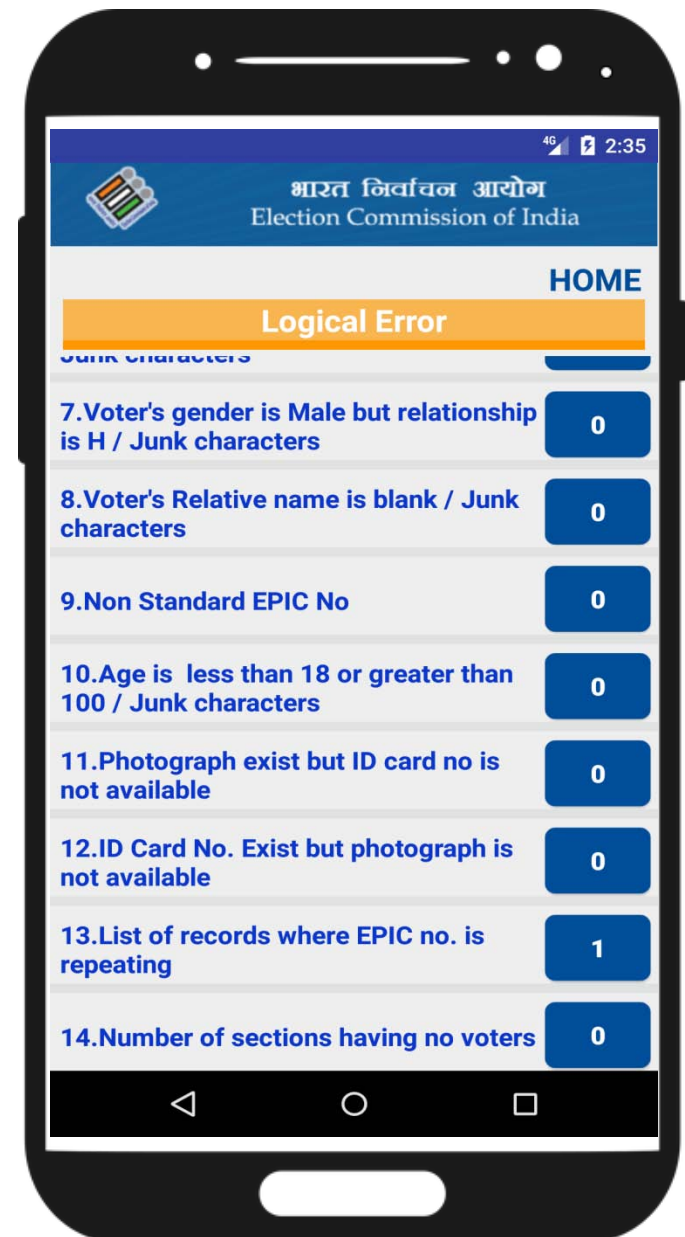 4G 2:35
भारत निर्वाचन आयोग
Election Commission of India
HOME
Logical Error
Junk characters
7.Voter's gender is Male but relationship
is H / Junk characters
0
8.Voter's Relative name is blank / Junk
characters
0
9.Non Standard EPIC No
0
10.Age is  less than 18 or greater than
100 / Junk characters
0
11.Photograph exist but ID card no is
not available
0
12.ID Card No. Exist but photograph is
not available
0
13.List of records where EPIC no. is
repeating
1
14.Number of sections having no voters
0